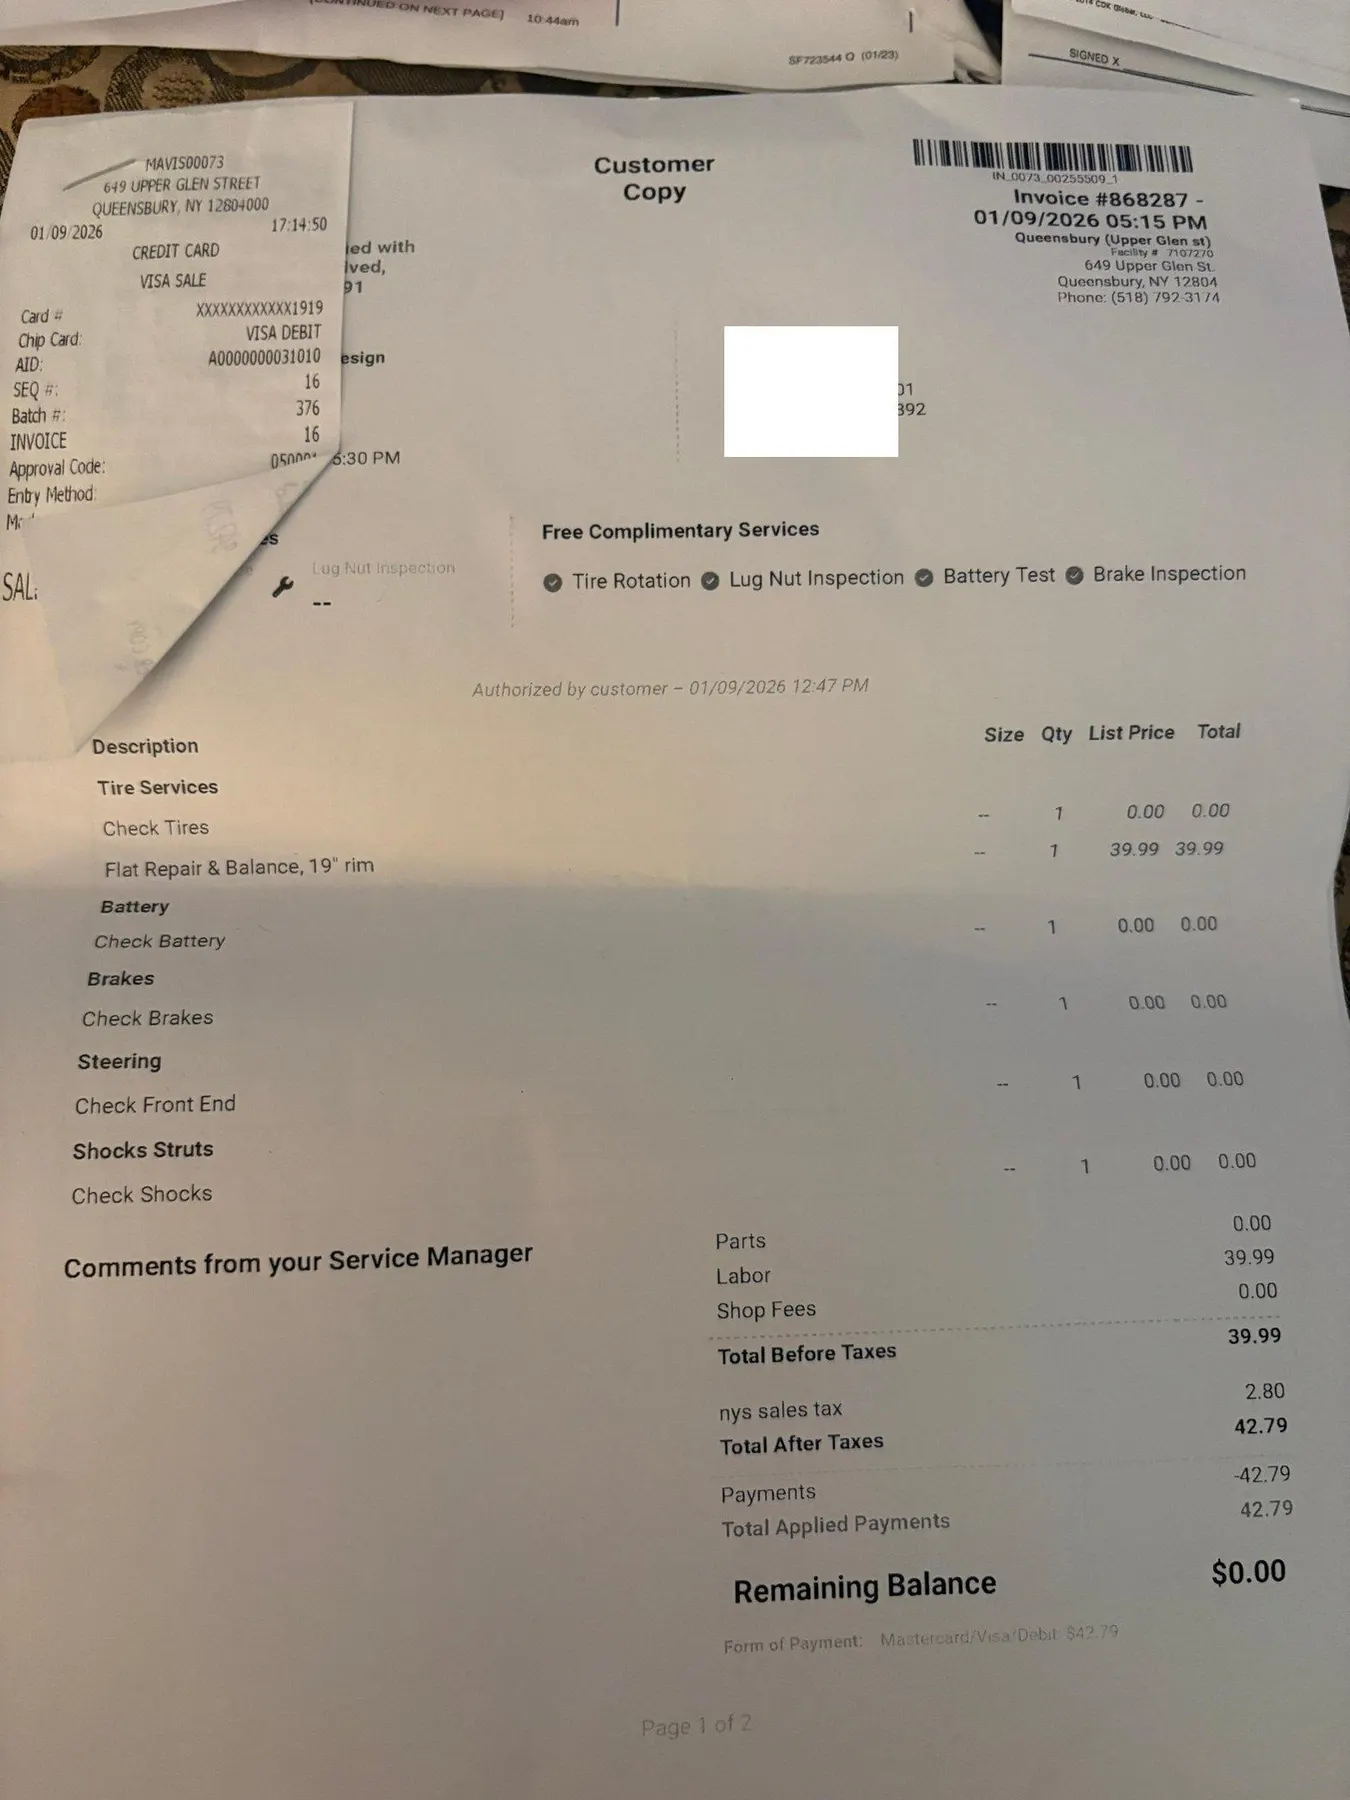 [CONTINUED ON NEXT PAGE] 10:44am
SF723544 Q (01/23)
SIGNED X
MAVIS00073
649 UPPER GLEN STREET
QUEENSBURY, NY 12804000
01/09/2026 17:14:50
CREDIT CARD
VISA SALE
Card # XXXXXXXXXXXX1919
Chip Card: VISA DEBIT
AID: A0000000031010
SEQ #: 16
Batch #: 376
INVOICE 16
Approval Code:
Entry Method:
Customer
Copy
IN_0073_00255509_1
Invoice #868287 -
01/09/2026 05:15 PM
Queensbury (Upper Glen st)
Facility # 7107270
649 Upper Glen St.
Queensbury, NY 12804
Phone: (518) 792-3174
ied with
lved,
91
esign
01
392
5:30 PM
es
Lug Nut Inspection
--
Free Complimentary Services
Tire Rotation Lug Nut Inspection Battery Test Brake Inspection
Authorized by customer – 01/09/2026 12:47 PM
Description Size Qty List Price Total
Tire Services
Check Tires -- 1 0.00 0.00
Flat Repair & Balance, 19" rim -- 1 39.99 39.99
Battery
Check Battery -- 1 0.00 0.00
Brakes
Check Brakes -- 1 0.00 0.00
Steering
Check Front End -- 1 0.00 0.00
Shocks Struts
Check Shocks -- 1 0.00 0.00
Comments from your Service Manager
Parts 0.00
Labor 39.99
Shop Fees 0.00
Total Before Taxes 39.99
nys sales tax 2.80
Total After Taxes 42.79
Payments -42.79
Total Applied Payments 42.79
Remaining Balance $0.00
Form of Payment: Mastercard/Visa/Debit: $42.79
Page 1 of 2